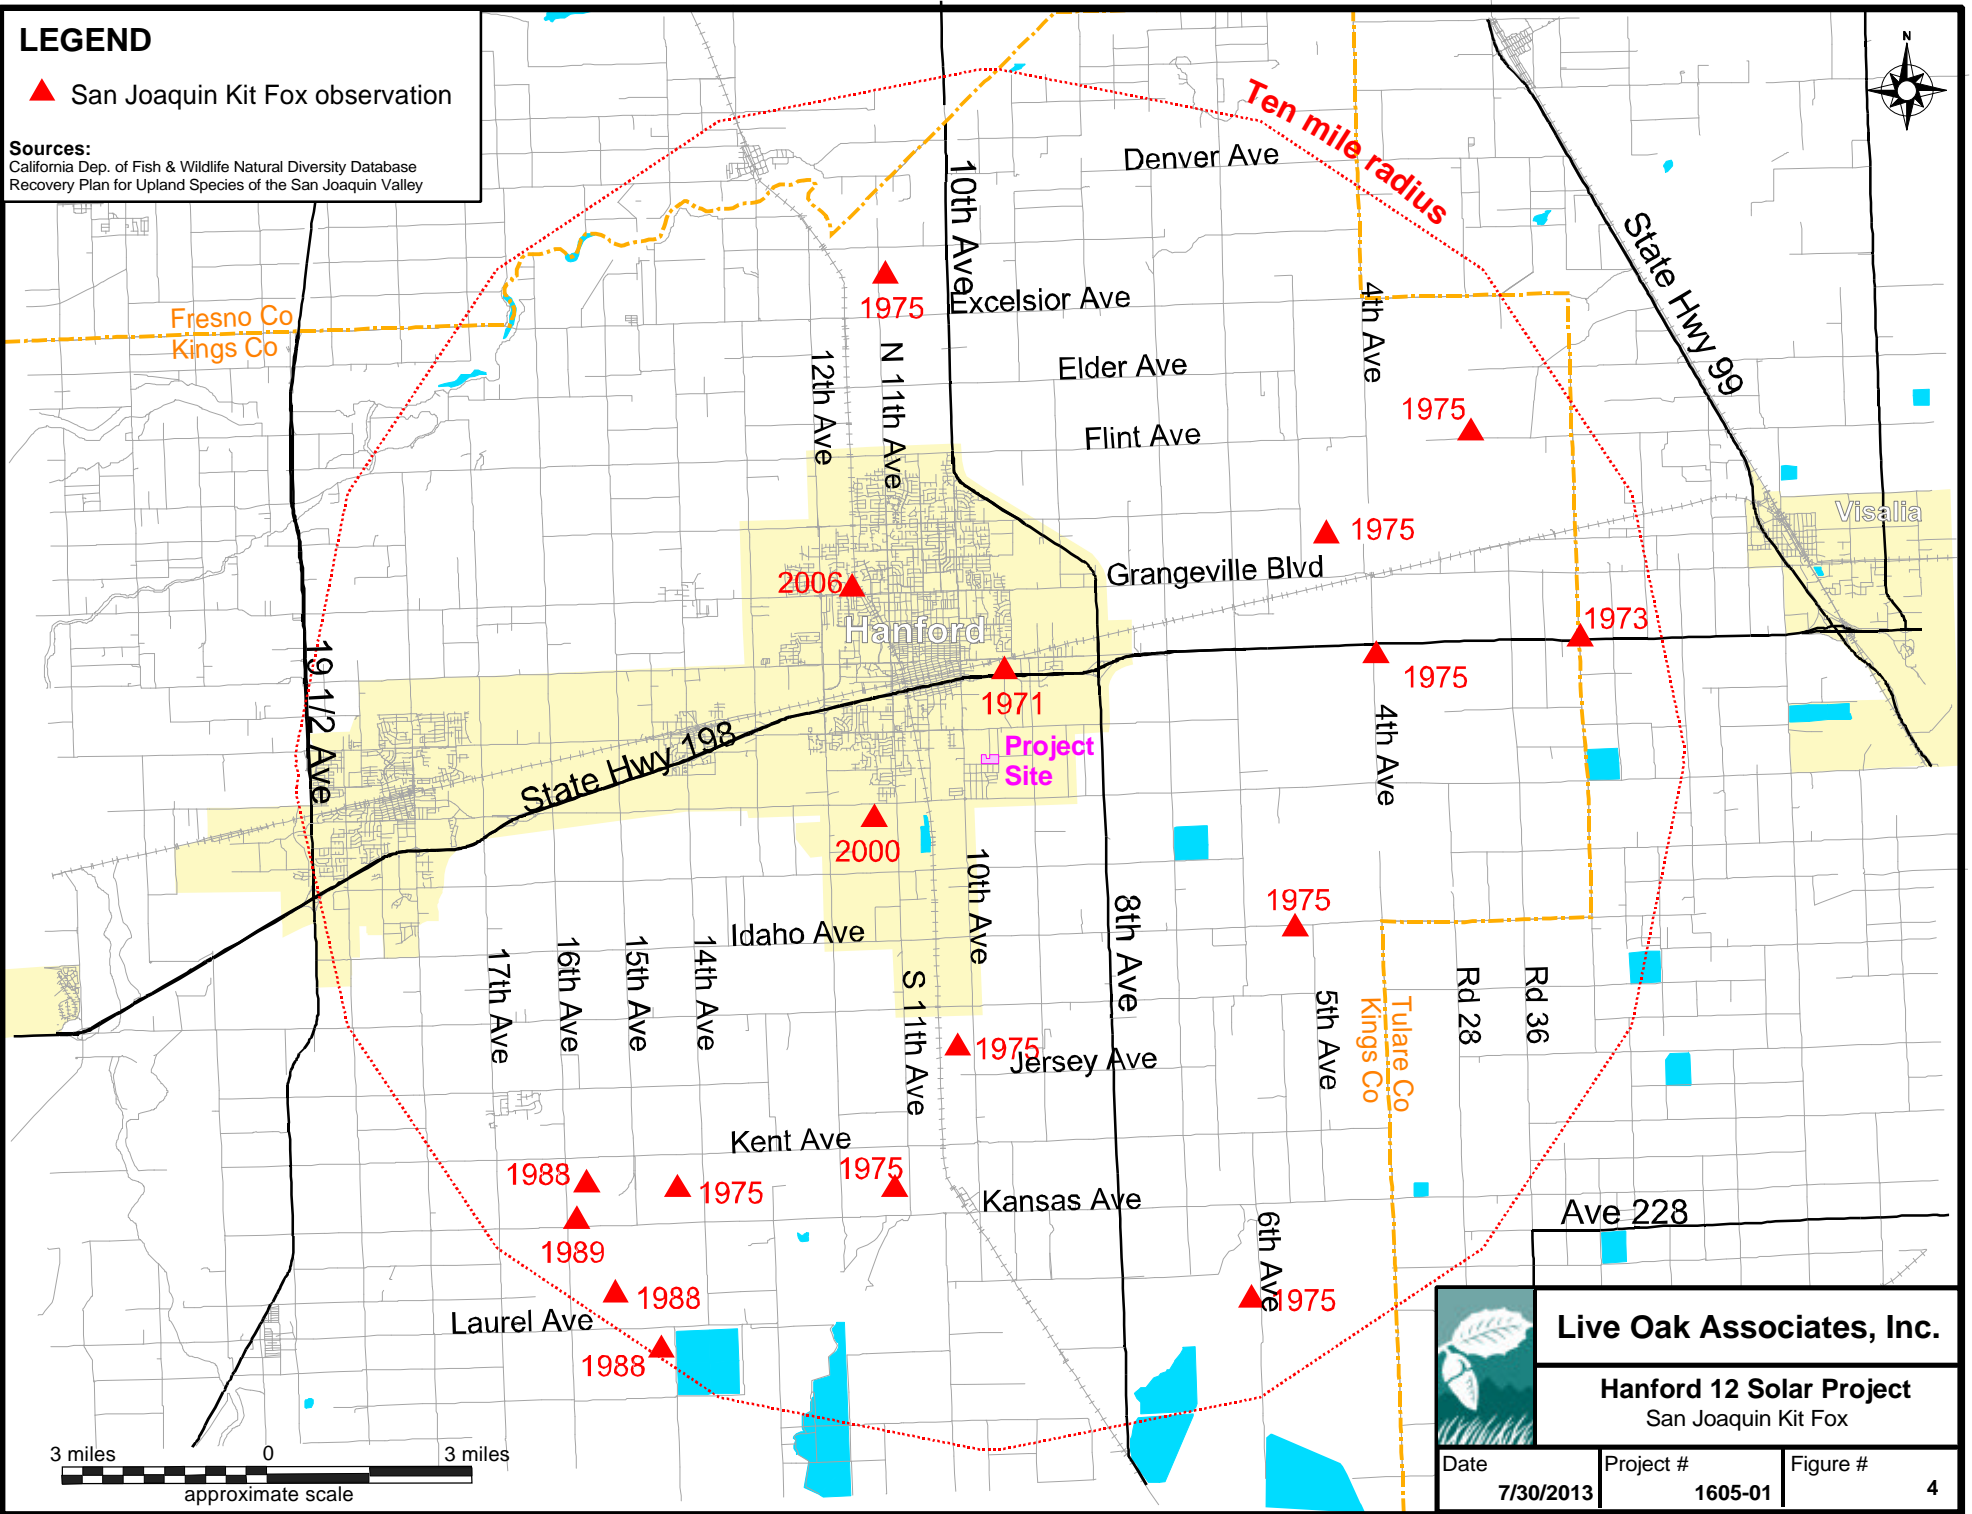 LEGEND
San Joaquin Kit Fox observation
Sources:
California Dep. of Fish & Wildlife Natural Diversity Database
Recovery Plan for Upland Species of the San Joaquin Valley
N
Ten mile radius
Denver Ave
10th Ave
State Hwy 99
Excelsior Ave
1975
4th Ave
Fresno Co
Kings Co
12th Ave
N 11th Ave
Elder Ave
1975
Flint Ave
Visalia
1975
Grangeville Blvd
2006
Hanford
1973
1975
1971
19 1/2 Ave
4th Ave
State Hwy 198
Project
Site
2000
10th Ave
8th Ave
1975
Idaho Ave
17th Ave
16th Ave
15th Ave
14th Ave
S 11th Ave
5th Ave
Kings Co
Tulare Co
Rd 28
Rd 36
1975
Jersey Ave
Kent Ave
1988
1975
1975
Kansas Ave
Ave 228
1989
6th Ave
1988
1975
Laurel Ave
1988
Live Oak Associates, Inc.
Hanford 12 Solar Project
San Joaquin Kit Fox
Date
7/30/2013
Project #
1605-01
Figure #
4
3 miles
0
3 miles
approximate scale